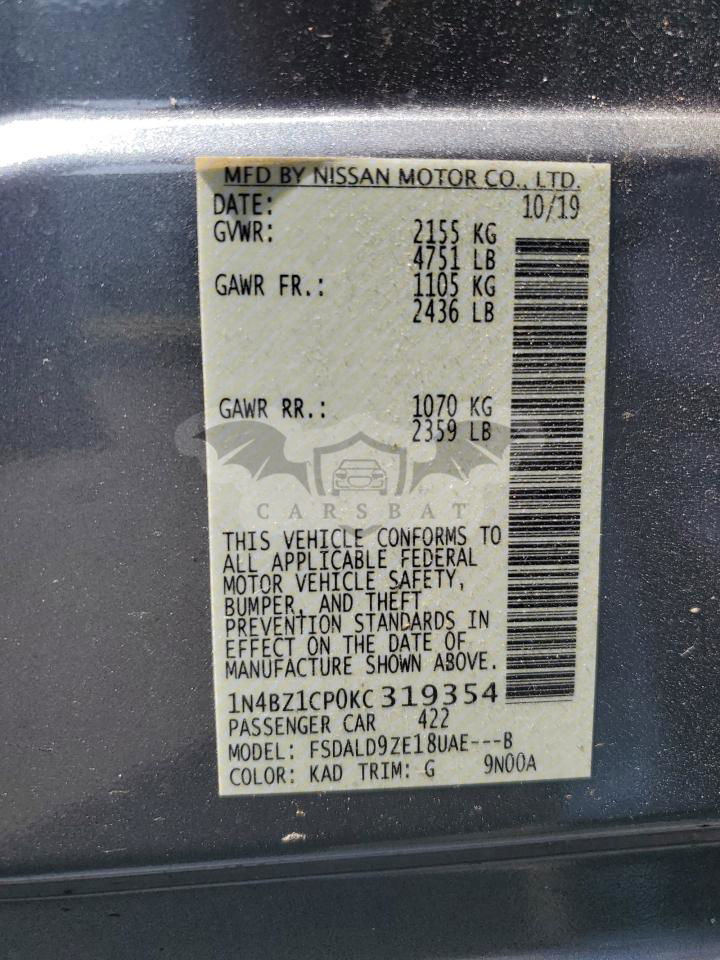 MFD BY NISSAN MOTOR CO., LTD.
DATE: 10/19
GVWR: 2155 KG
4751 LB
GAWR FR.: 1105 KG
2436 LB
GAWR RR.: 1070 KG
2359 LB
CARSBAT
THIS VEHICLE CONFORMS TO
ALL APPLICABLE FEDERAL
MOTOR VEHICLE SAFETY,
BUMPER, AND THEFT
PREVENTION STANDARDS IN
EFFECT ON THE DATE OF
MANUFACTURE SHOWN ABOVE.
1N4BZ1CP0KC319354
PASSENGER CAR 422
MODEL: FSDALD9ZE18UAE---B
COLOR: KAD TRIM: G 9N00A